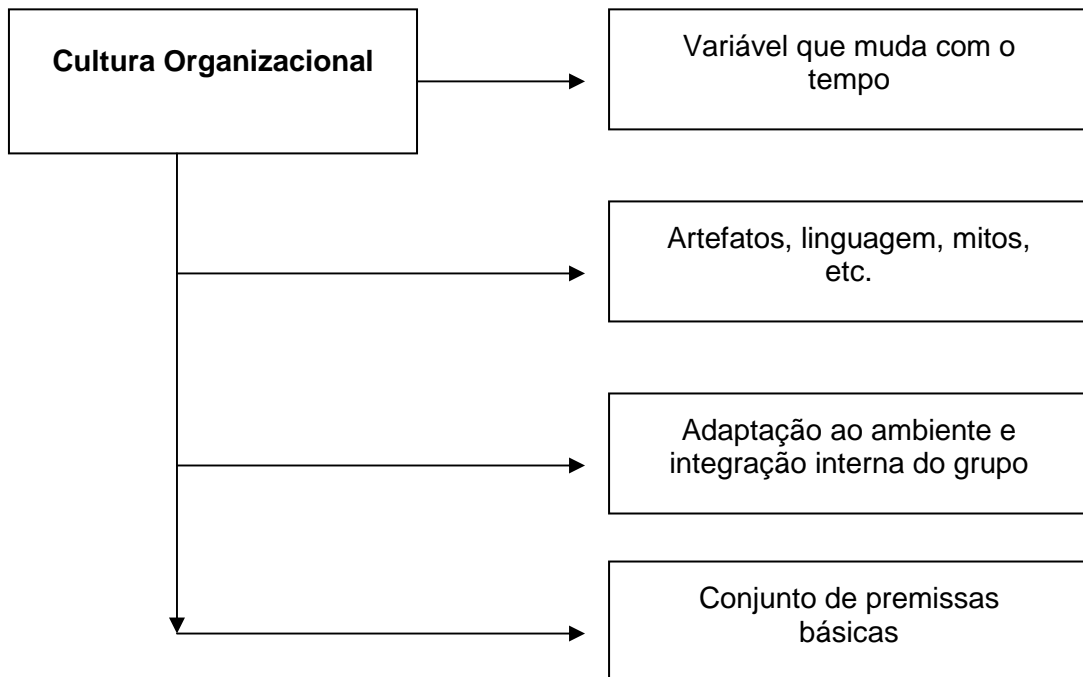 Cultura Organizacional
Variável que muda com o
tempo
Artefatos, linguagem, mitos,
etc.
Adaptação ao ambiente e
integração interna do grupo
Conjunto de premissas
básicas